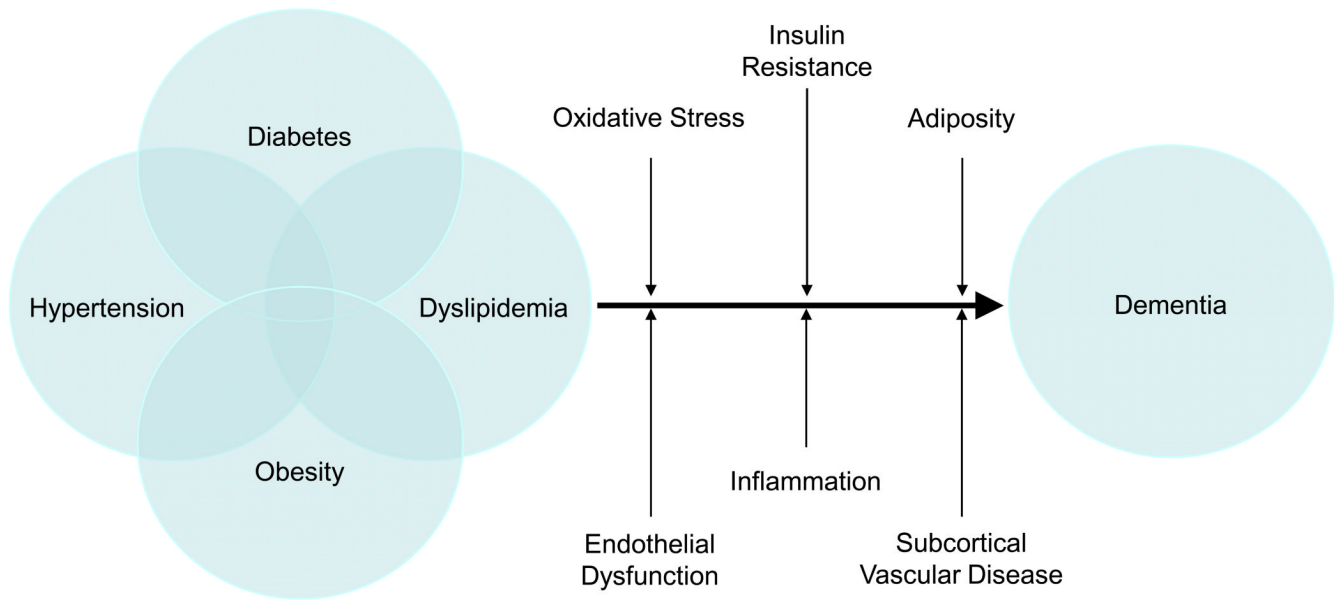 Diabetes
Hypertension
Dyslipidemia
Obesity
Insulin
Resistance
Oxidative Stress
Adiposity
Inflammation
Endothelial
Dysfunction
Subcortical
Vascular Disease
Dementia